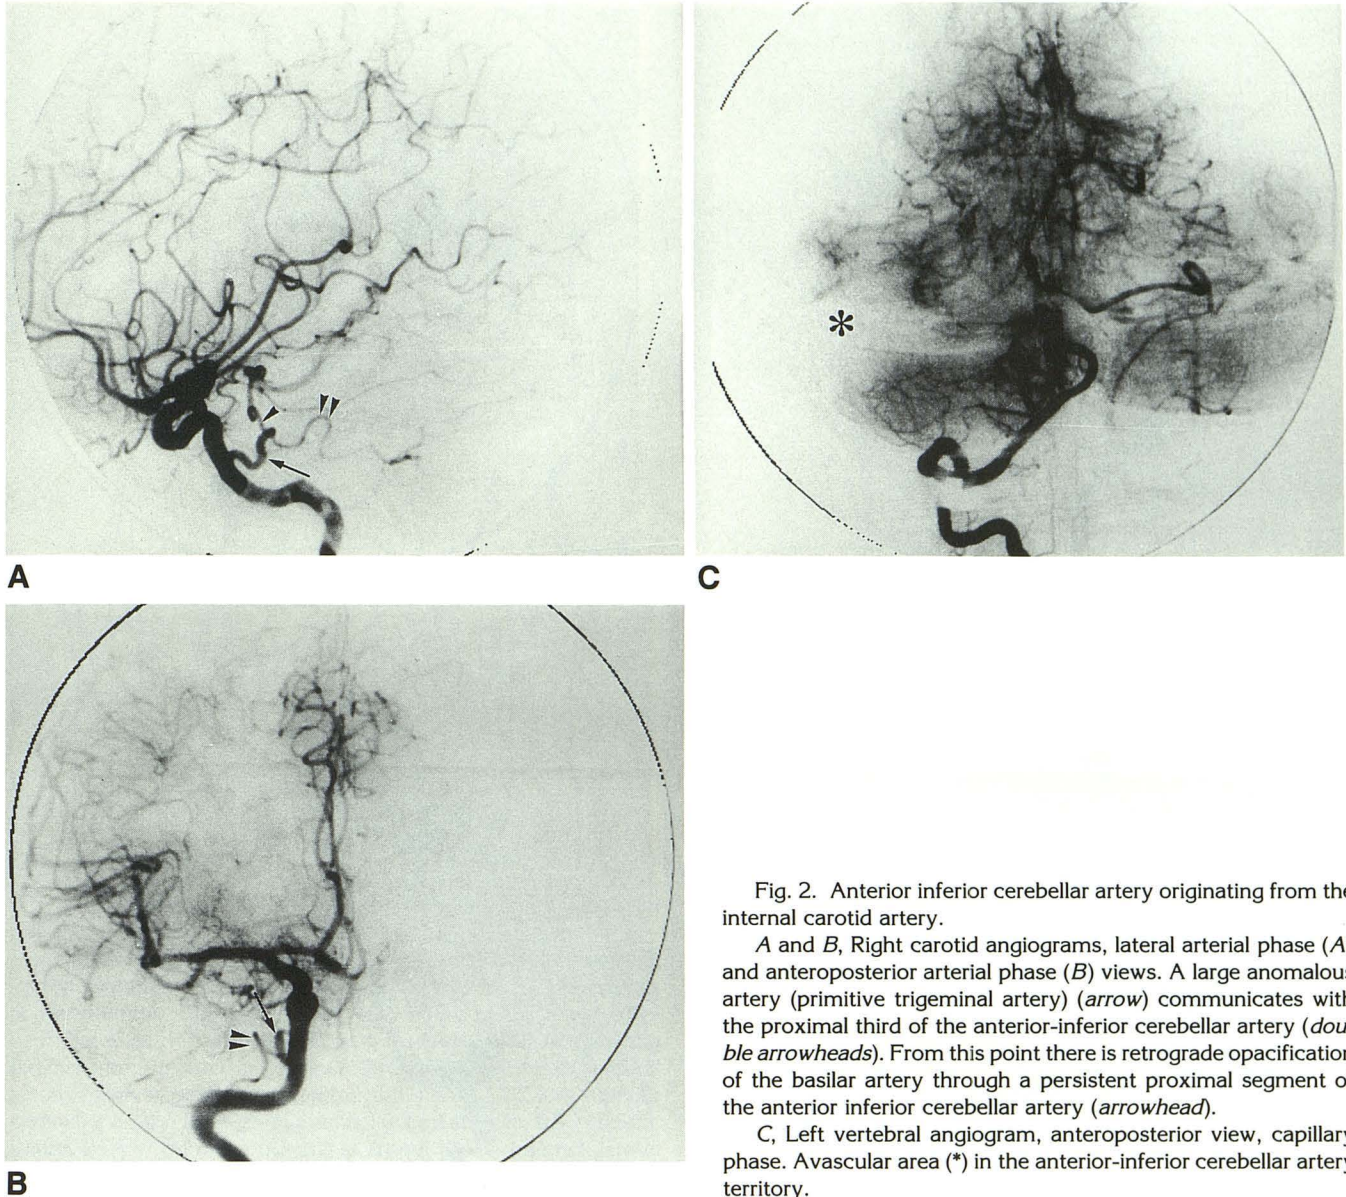 A
C
B
Fig. 2. Anterior inferior cerebellar artery originating from the
internal carotid artery.
A and B, Right carotid angiograms, lateral arterial phase (A
and anteroposterior arterial phase (B) views. A large anomalous
artery (primitive trigeminal artery) (arrow) communicates with
the proximal third of the anterior-inferior cerebellar artery (dou-
ble arrowheads). From this point there is retrograde opacification
of the basilar artery through a persistent proximal segment o
the anterior inferior cerebellar artery (arrowhead).
C, Left vertebral angiogram, anteroposterior view, capillary
phase. Avascular area (*) in the anterior-inferior cerebellar artery
territory.